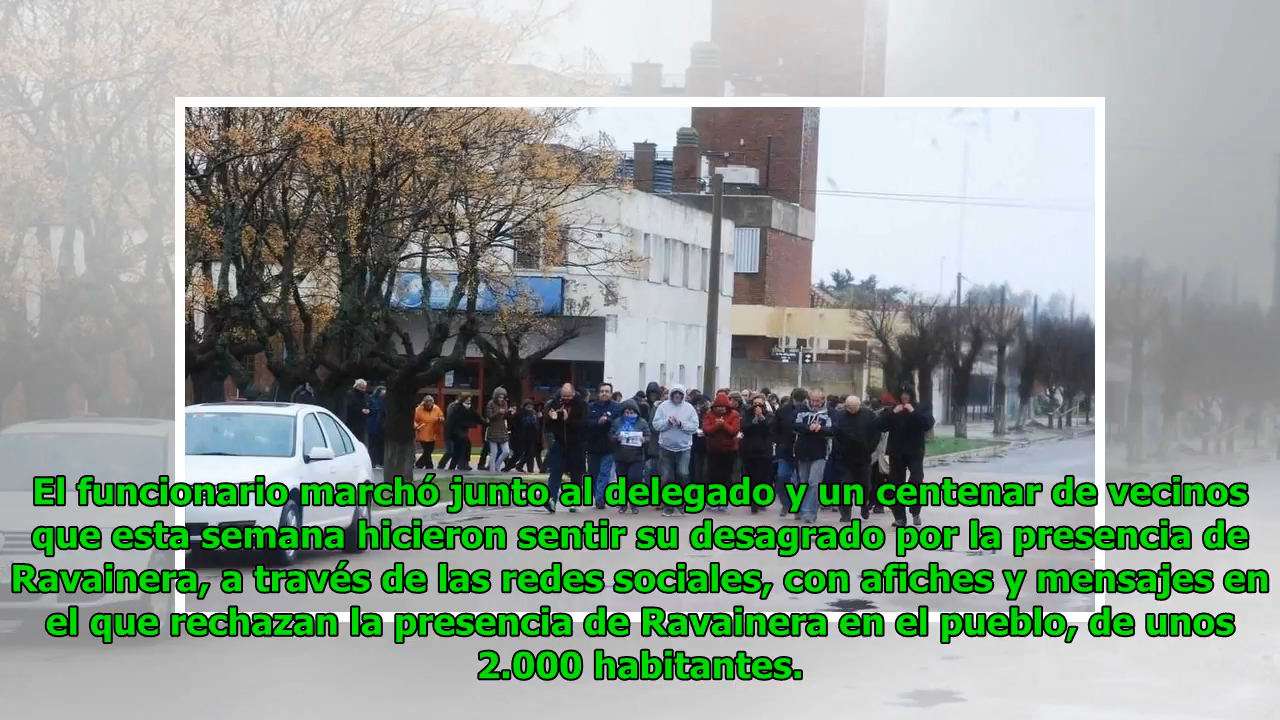 El funcionario marchó junto al delegado y un centenar de vecinos
que esta semana hicieron sentir su desagrado por la presencia de
Ravainera, a través de las redes sociales, con afiches y mensajes en
el que rechazan la presencia de Ravainera en el pueblo, de unos
2.000 habitantes.